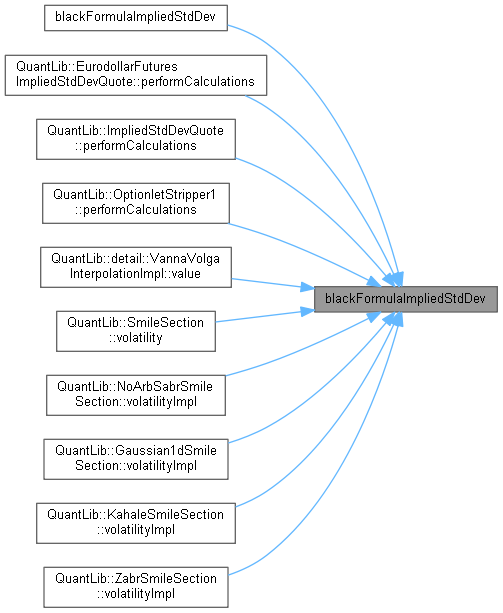 blackFormulaImpliedStdDev
QuantLib::EurodollarFutures
ImpliedStdDevQuote::performCalculations
QuantLib::ImpliedStdDevQuote
::performCalculations
QuantLib::OptionletStripper1
::performCalculations
QuantLib::detail::VannaVolga
InterpolationImpl::value
QuantLib::SmileSection
::volatility
QuantLib::NoArbSabrSmile
Section::volatilityImpl
QuantLib::Gaussian1dSmile
Section::volatilityImpl
QuantLib::KahaleSmileSection
::volatilityImpl
QuantLib::ZabrSmileSection
::volatilityImpl
blackFormulaImpliedStdDev